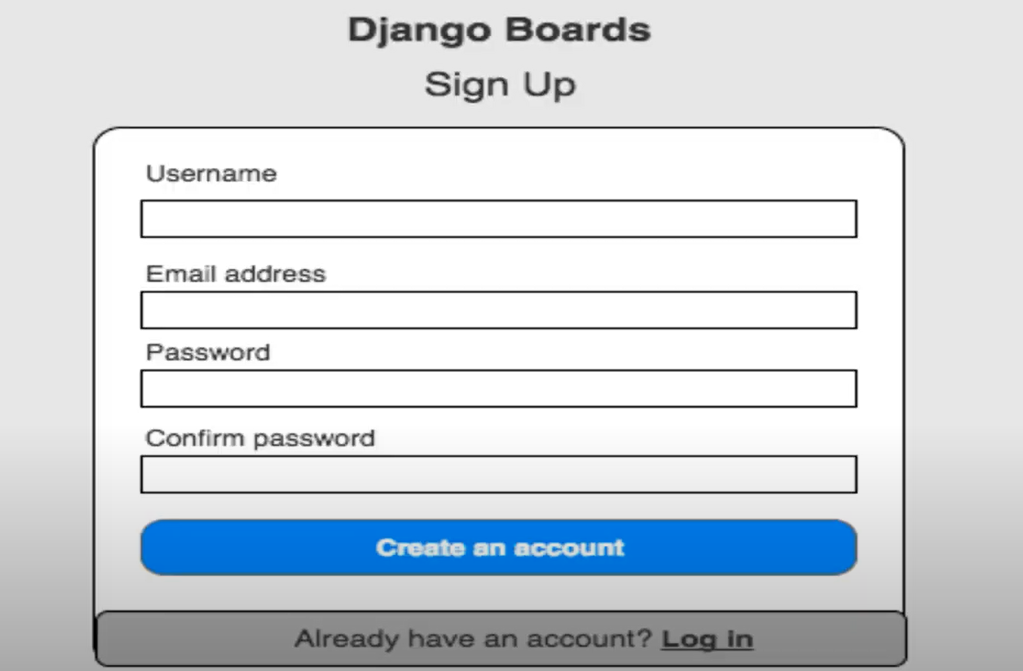 Django Boards
Sign Up
Username
Email address
Password
Confirm password
Create an account
Already have an account? Log in